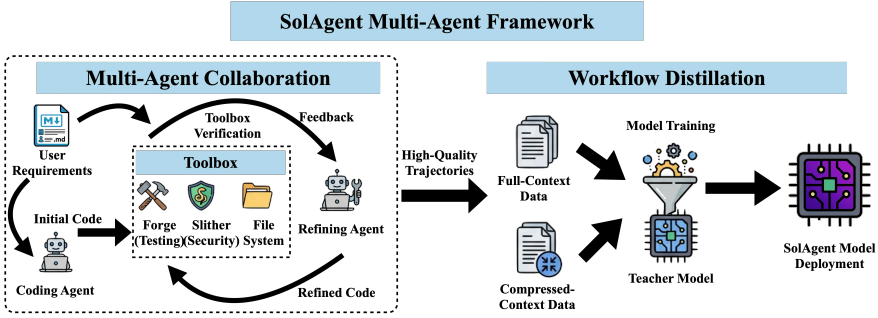 SolAgent Multi-Agent Framework
Multi-Agent Collaboration
Workflow Distillation
M
.md
User
Requirements
Toolbox
Verification
Feedback
Toolbox
Forge
(Testing)
Slither
(Security)
File
System
Initial Code
Coding Agent
Refining Agent
Refined Code
High-Quality
Trajectories
Full-Context
Data
Compressed-
Context Data
Model Training
Teacher Model
SolAgent Model
Deployment